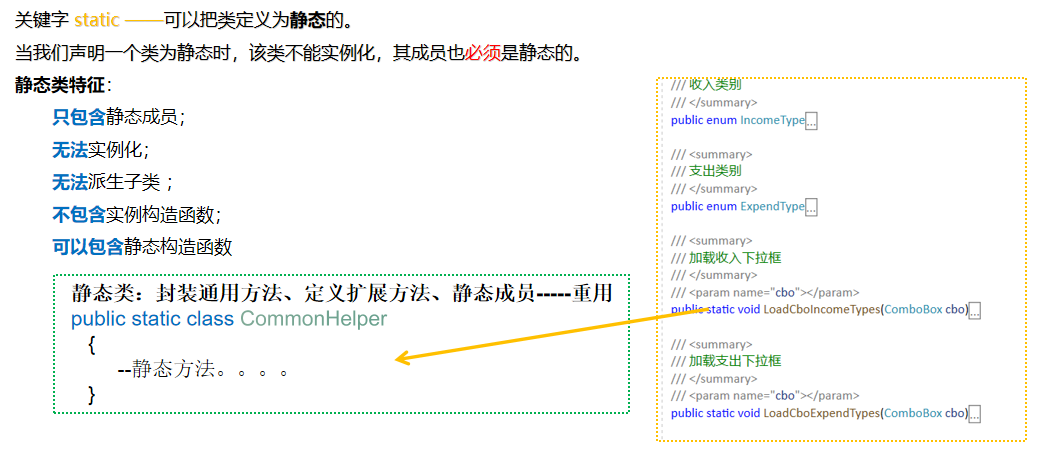 关键字 static ——可以把类定义为静态的。
当我们声明一个类为静态时，该类不能实例化，其成员也必须是静态的。
静态类特征：
只包含静态成员；
无法实例化；
无法派生子类；
不包含实例构造函数；
可以包含静态构造函数
静态类：封装通用方法、定义扩展方法、静态成员-----重用
public static class CommonHelper
{
--静态方法。。。。
}
/// 收入类别
/// </summary>
public enum IncomeType...
/// <summary>
/// 支出类别
/// </summary>
public enum ExpendType...
/// <summary>
/// 加载收入下拉框
/// </summary>
/// <param name="cbo"></param>
public static void LoadCboIncomeTypes(ComboBox cbo)...
/// <summary>
/// 加载支出下拉框
/// </summary>
/// <param name="cbo"></param>
public static void LoadCboExpendTypes(ComboBox cbo)...